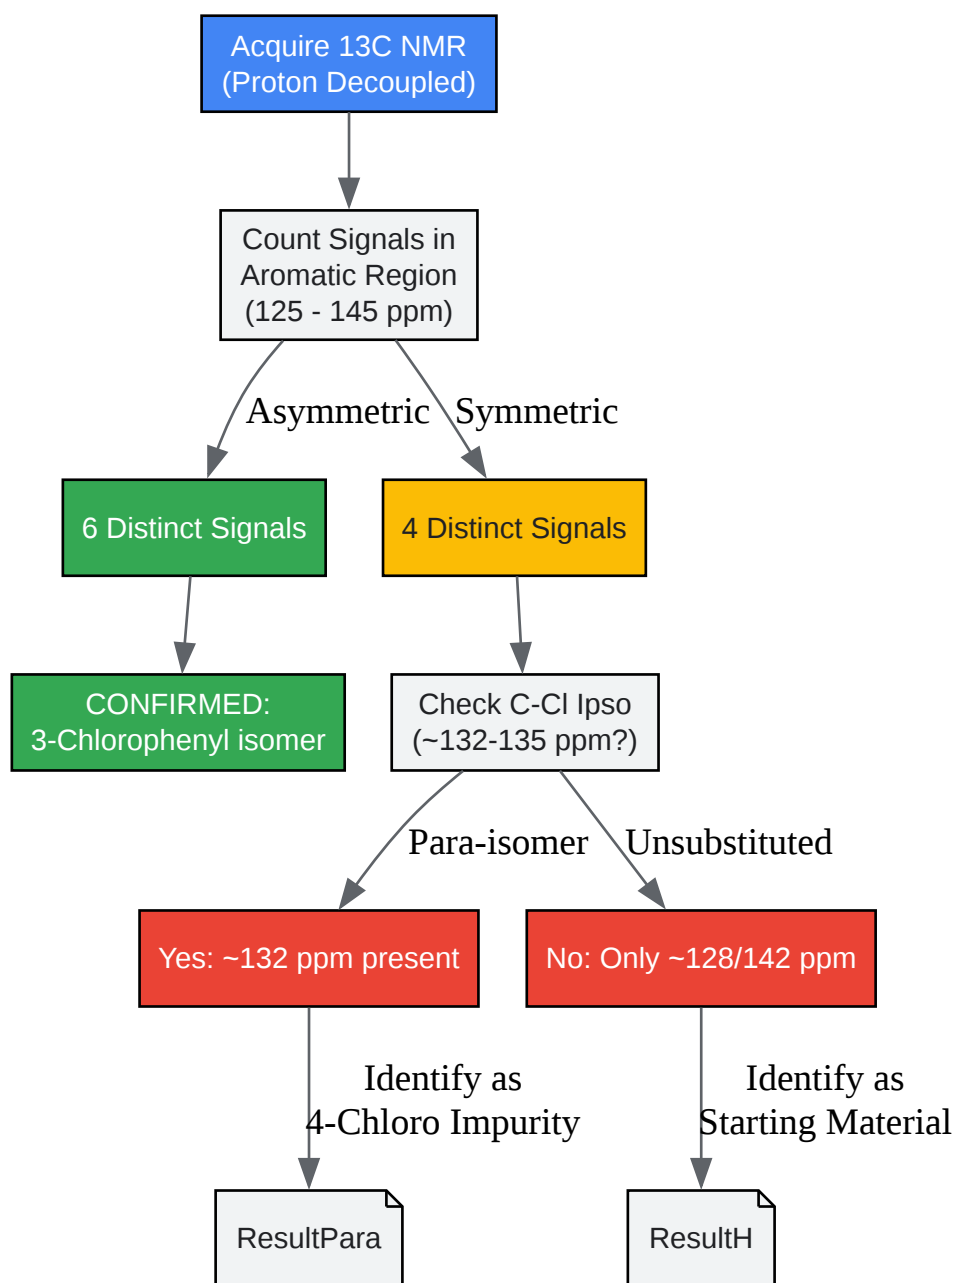 Acquire 13C NMR
(Proton Decoupled)
Count Signals in
Aromatic Region
(125 - 145 ppm)
Asymmetric
Symmetric
6 Distinct Signals
4 Distinct Signals
CONFIRMED:
3-Chlorophenyl isomer
Check C-Cl Ipso
(~132-135 ppm?)
Para-isomer
Unsubstituted
Yes: ~132 ppm present
No: Only ~128/142 ppm
Identify as
4-Chloro Impurity
Identify as
Starting Material
ResultPara
ResultH